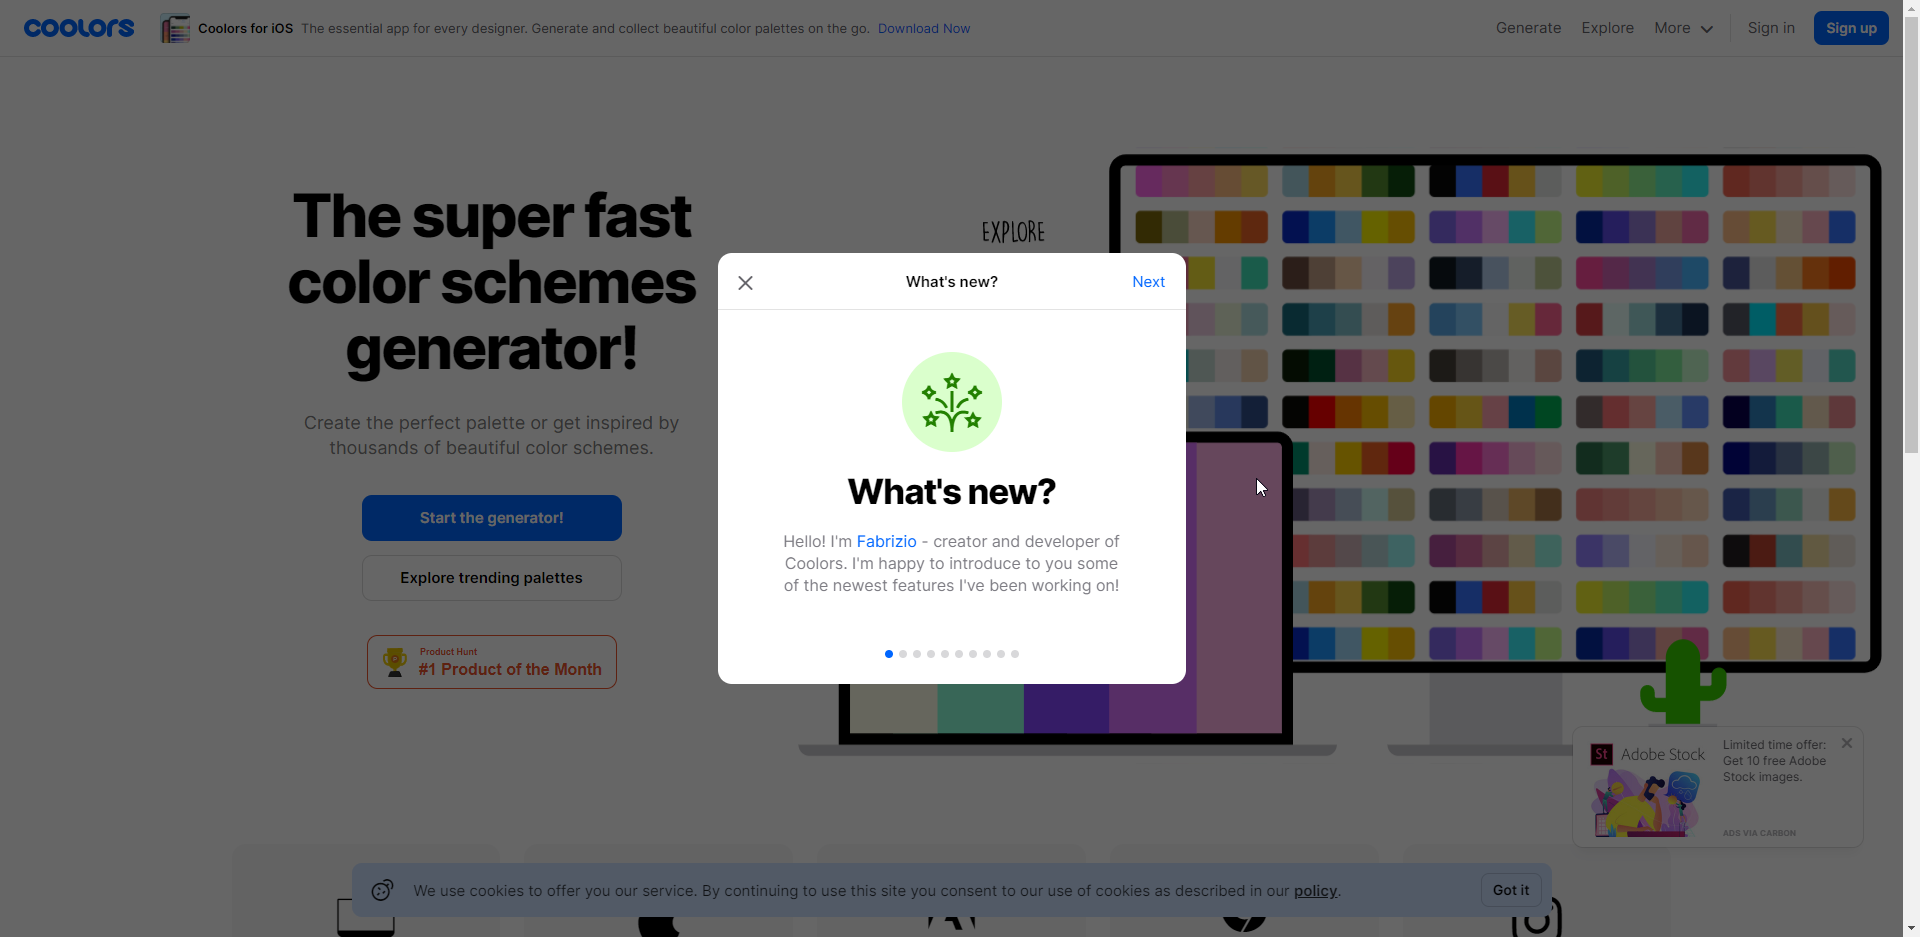 coolors
Coolors for iOS The essential app for every designer. Generate and collect beautiful color palettes on the go. Download Now
Generate Explore More Sign in Sign up
The super fast
color schemes
generator!
Create the perfect palette or get inspired by
thousands of beautiful color schemes.
Start the generator!
Explore trending palettes
Product Hunt
#1 Product of the Month
EXPLORE
What's new? Next
What's new?
Hello! I'm Fabrizio - creator and developer of
Coolors. I'm happy to introduce to you some
of the newest features I've been working on!
St Adobe Stock
Limited time offer:
Get 10 free Adobe
Stock images.
ADS VIA CARBON
We use cookies to offer you our service. By continuing to use this site you consent to our use of cookies as described in our policy. Got it